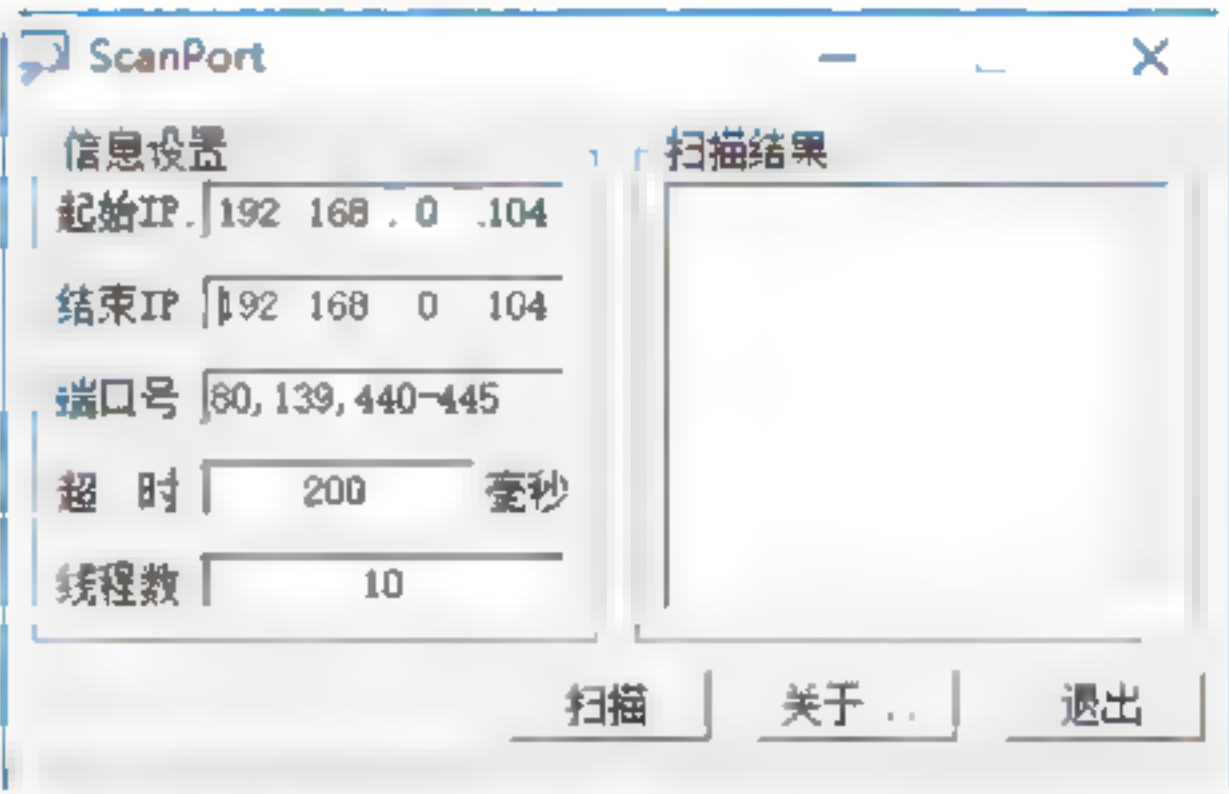 ScanPort
信息设置
起始IP. 192 168 . 0 .104
结束IP 192 168 0 104
端口号 80,139,440-445
超 时 200 毫秒
线程数 10
扫描结果
扫描 关于 .. 退出